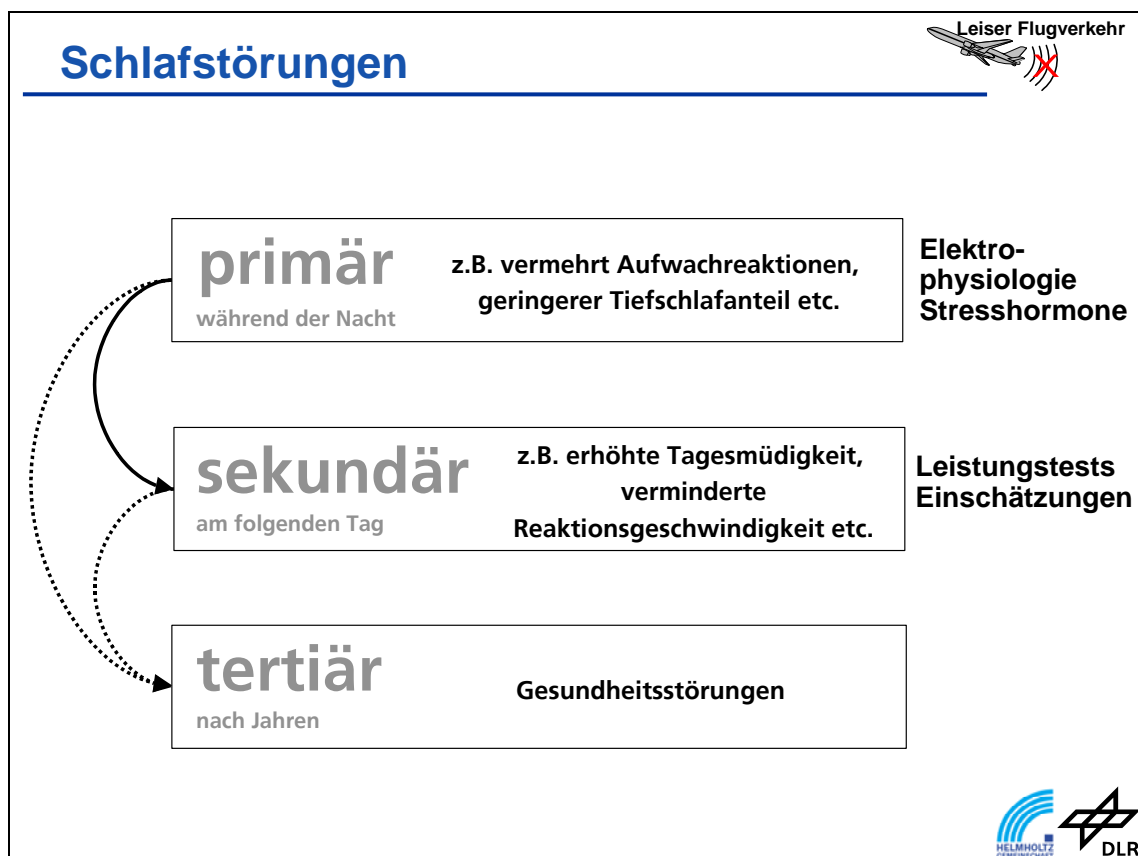 Leiser Flugverkehr
Schlafstörungen
primär
während der Nacht
z.B. vermehrt Aufwachreaktionen,
geringerer Tiefschlafanteil etc.
Elektro-
physiologie
Stresshormone
sekundär
am folgenden Tag
z.B. erhöhte Tagesmüdigkeit,
verminderte
Reaktionsgeschwindigkeit etc.
Leistungstests
Einschätzungen
tertiär
nach Jahren
Gesundheitsstörungen
HELMHOLTZ
GEMEINSCHAFT
DLR